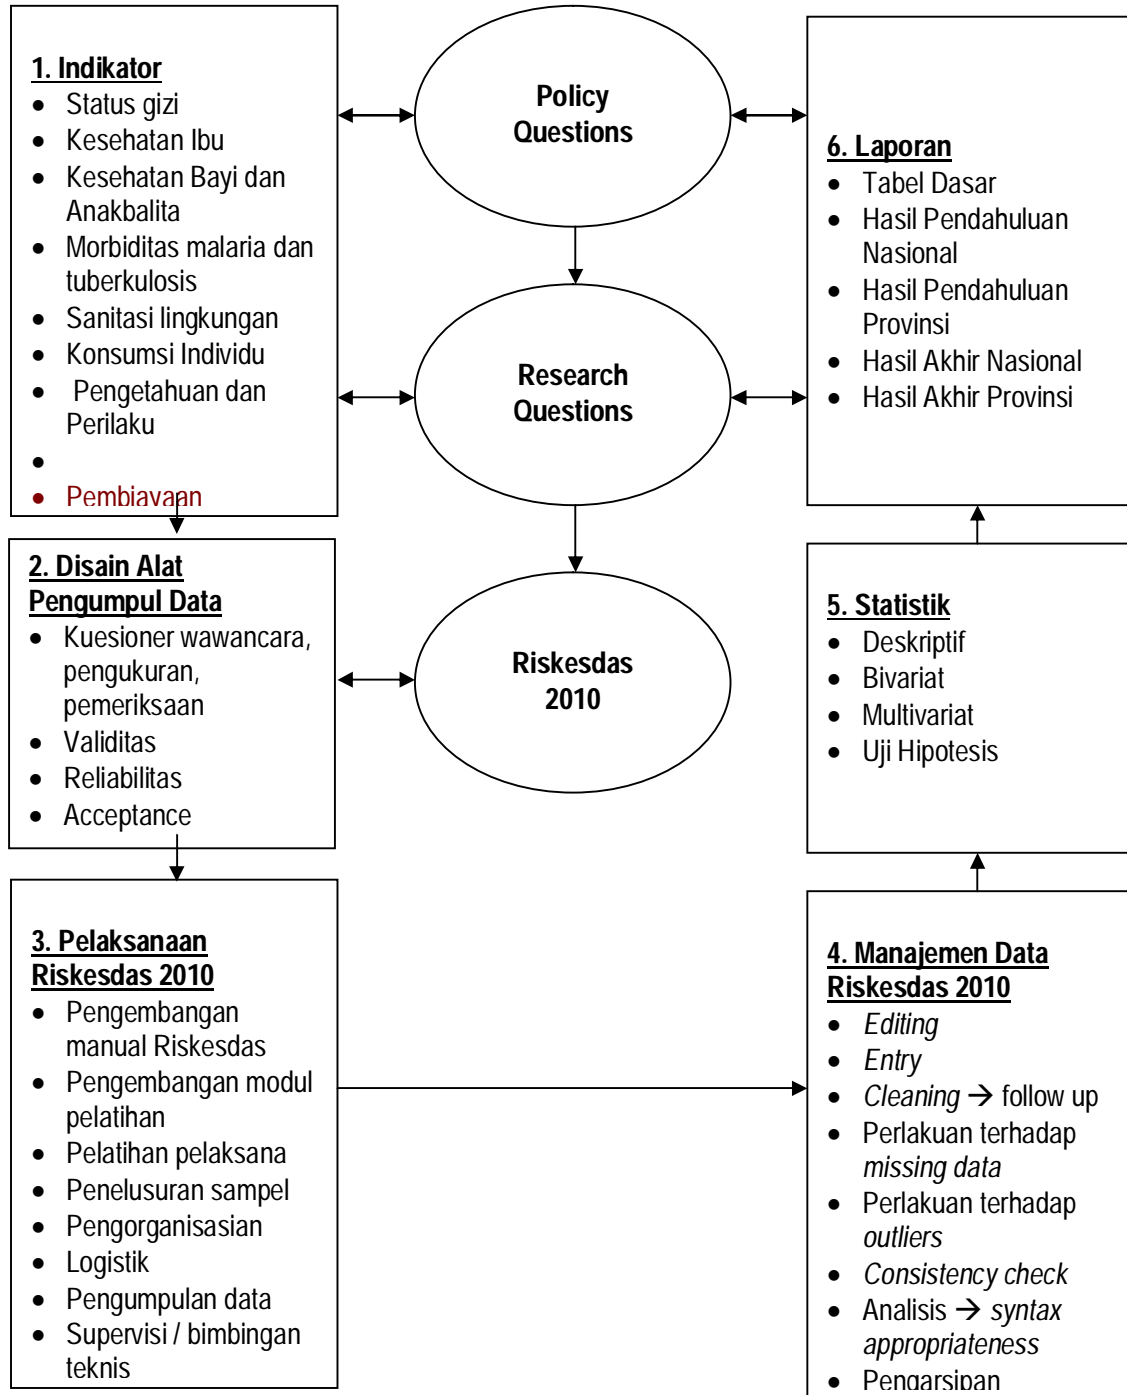 1. Indikator
• Status gizi
• Kesehatan Ibu
• Kesehatan Bayi dan
Anakbalita
• Morbiditas malaria dan
tuberkulosis
• Sanitasi lingkungan
• Konsumsi Individu
• Pengetahuan dan
Perilaku
•
• Pembiayaan
2. Disain Alat
Pengumpul Data
• Kuesioner wawancara,
pengukuran,
pemeriksaan
• Validitas
• Reliabilitas
• Acceptance
3. Pelaksanaan
Riskesdas 2010
• Pengembangan
manual Riskesdas
• Pengembangan modul
pelatihan
• Pelatihan pelaksana
• Penelusuran sampel
• Pengorganisasian
• Logistik
• Pengumpulan data
• Supervisi / bimbingan
teknis
Policy
Questions
Research
Questions
Riskesdas
2010
6. Laporan
• Tabel Dasar
• Hasil Pendahuluan
Nasional
• Hasil Pendahuluan
Provinsi
• Hasil Akhir Nasional
• Hasil Akhir Provinsi
5. Statistik
• Deskriptif
• Bivariat
• Multivariat
• Uji Hipotesis
4. Manajemen Data
Riskesdas 2010
• Editing
• Entry
• Cleaning → follow up
• Perlakuan terhadap
missing data
• Perlakuan terhadap
outliers
• Consistency check
• Analisis → syntax
appropriateness
• Pengarsipan